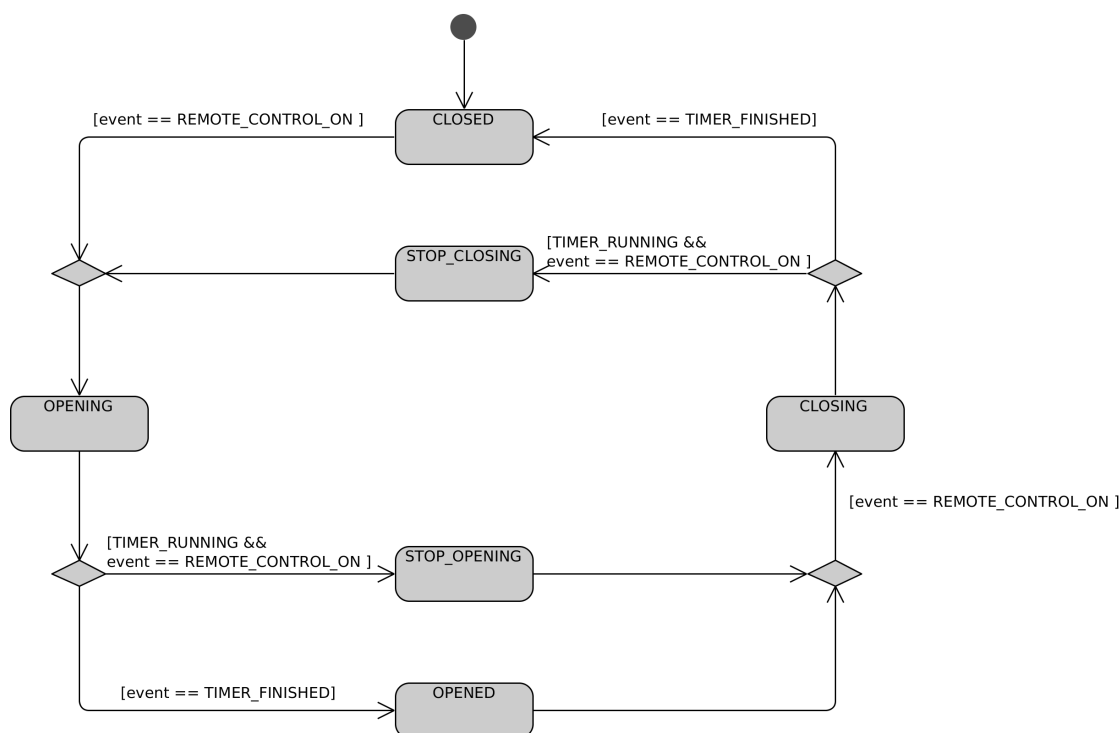 CLOSED
[event == REMOTE_CONTROL_ON ]
[event == TIMER_FINISHED]
STOP_CLOSING
[TIMER_RUNNING &&
event == REMOTE_CONTROL_ON ]
OPENING
CLOSING
[event == REMOTE_CONTROL_ON ]
[TIMER_RUNNING &&
event == REMOTE_CONTROL_ON ]
STOP_OPENING
[event == TIMER_FINISHED]
OPENED